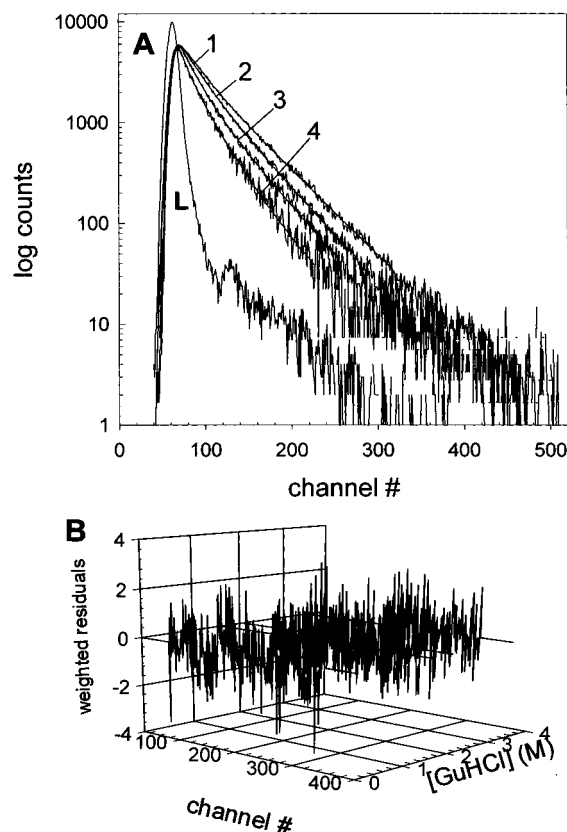 A
10000
1000
100
10
1
log counts
1
2
3
4
L
0 100 200 300 400 500
channel #
B
4
2
0
-2
-4
weighted residuals
100 200 300 400
channel #
0 1 2 3 4
[GuHCl] (M)